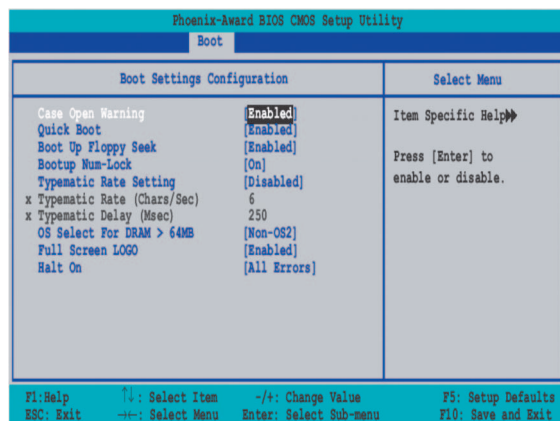 Phoenix-Award BIOS CMOS Setup Utility
Boot
Boot Settings Configuration
Select Menu
Case Open Warning [Enabled]
Quick Boot [Enabled]
Boot Up Floppy Seek [Enabled]
Bootup Num-Lock [On]
Typematic Rate Setting [Disabled]
x Typematic Rate (Chars/Sec) 6
x Typematic Delay (Msec) 250
OS Select For DRAM > 64MB [Non-OS2]
Full Screen LOGO [Enabled]
Halt On [All Errors]
Item Specific Help▶▶
Press [Enter] to
enable or disable.
F1:Help ↑↓: Select Item -/+: Change Value F5: Setup Defaults
ESC: Exit →←: Select Menu Enter: Select Sub-menu F10: Save and Exit